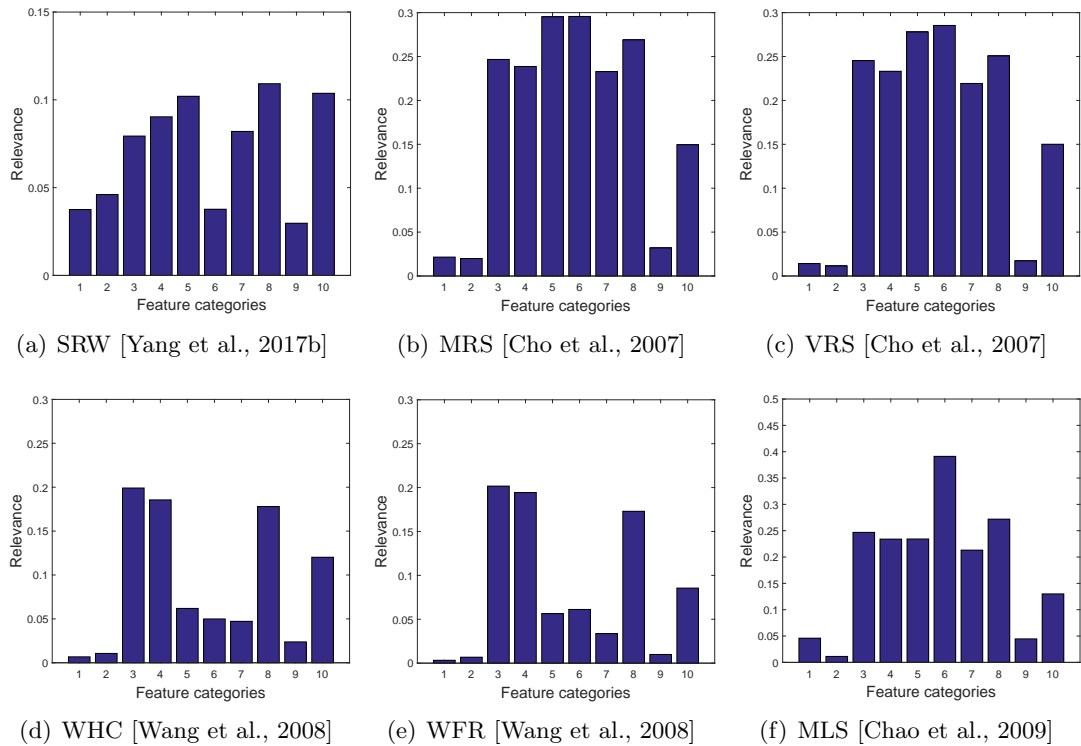 0.15
0.1
0.05
0
Relevance
1 2 3 4 5 6 7 8 9 10
Feature categories
(a) SRW [Yang et al., 2017b]
0.3
0.25
0.2
0.15
0.1
0.05
0
Relevance
1 2 3 4 5 6 7 8 9 10
Feature categories
(b) MRS [Cho et al., 2007]
0.3
0.25
0.2
0.15
0.1
0.05
0
Relevance
1 2 3 4 5 6 7 8 9 10
Feature categories
(c) VRS [Cho et al., 2007]
0.3
0.25
0.2
0.15
0.1
0.05
0
Relevance
1 2 3 4 5 6 7 8 9 10
Feature categories
(d) WHC [Wang et al., 2008]
0.3
0.25
0.2
0.15
0.1
0.05
0
Relevance
1 2 3 4 5 6 7 8 9 10
Feature categories
(e) WFR [Wang et al., 2008]
0.5
0.45
0.4
0.35
0.3
0.25
0.2
0.15
0.1
0.05
0
Relevance
1 2 3 4 5 6 7 8 9 10
Feature categories
(f) MLS [Chao et al., 2009]